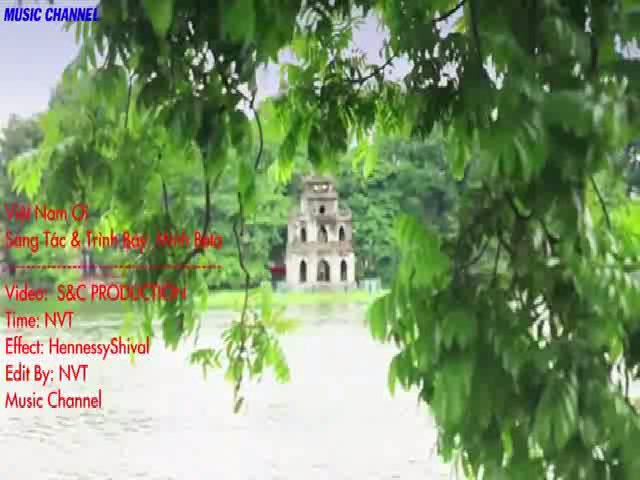 MUSIC CHANNEL
Việt Nam Ơi
Sáng Tác & Trình Bày: Minh Beta
Video: S&C PRODUCTION
Time: NVT
Effect: HennessyShival
Edit By: NVT
Music Channel